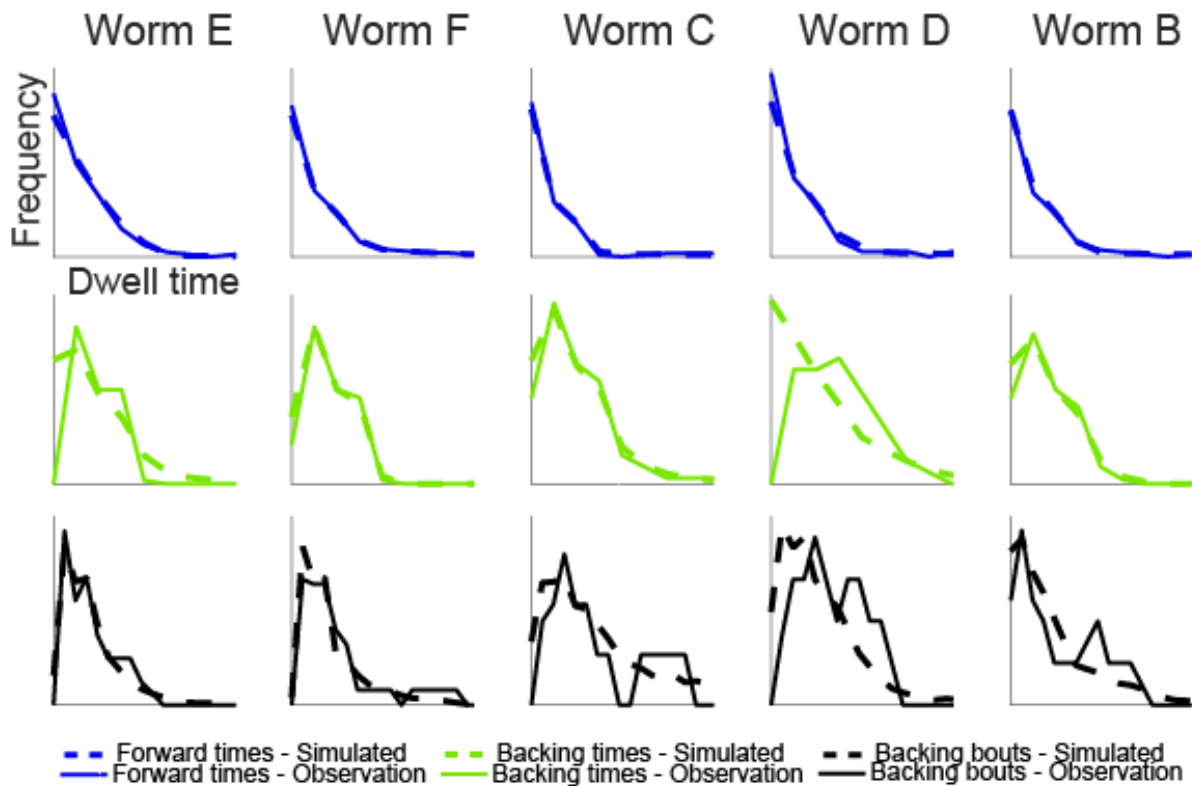 Worm E Worm F Worm C Worm D Worm B
Frequency
Dwell time
Forward times - Simulated Backing times - Simulated Backing bouts - Simulated
Forward times - Observation Backing times - Observation Backing bouts - Observation